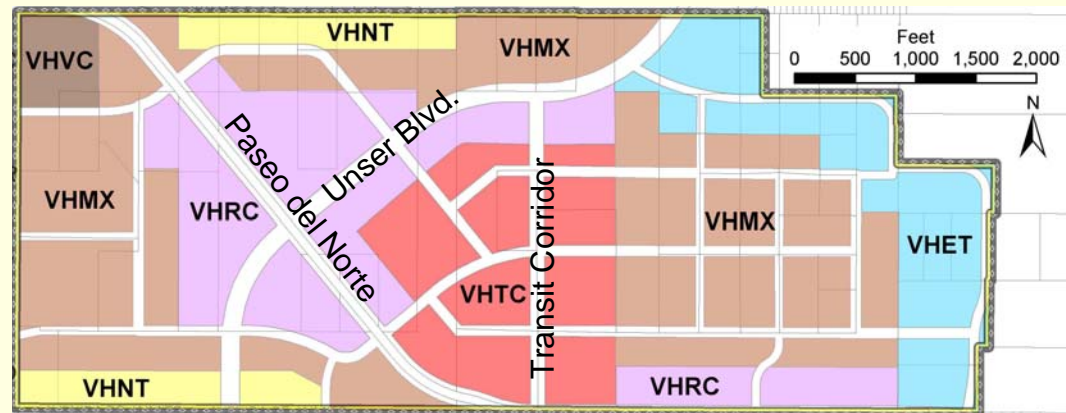 VHNT
VHMX
VHVC
Feet
0 500 1,000 1,500 2,000
N
Unser Blvd.
Paseo del Norte
Transit Corridor
VHMX
VHRC
VHMX
VHET
VHTC
VHNT
VHRC